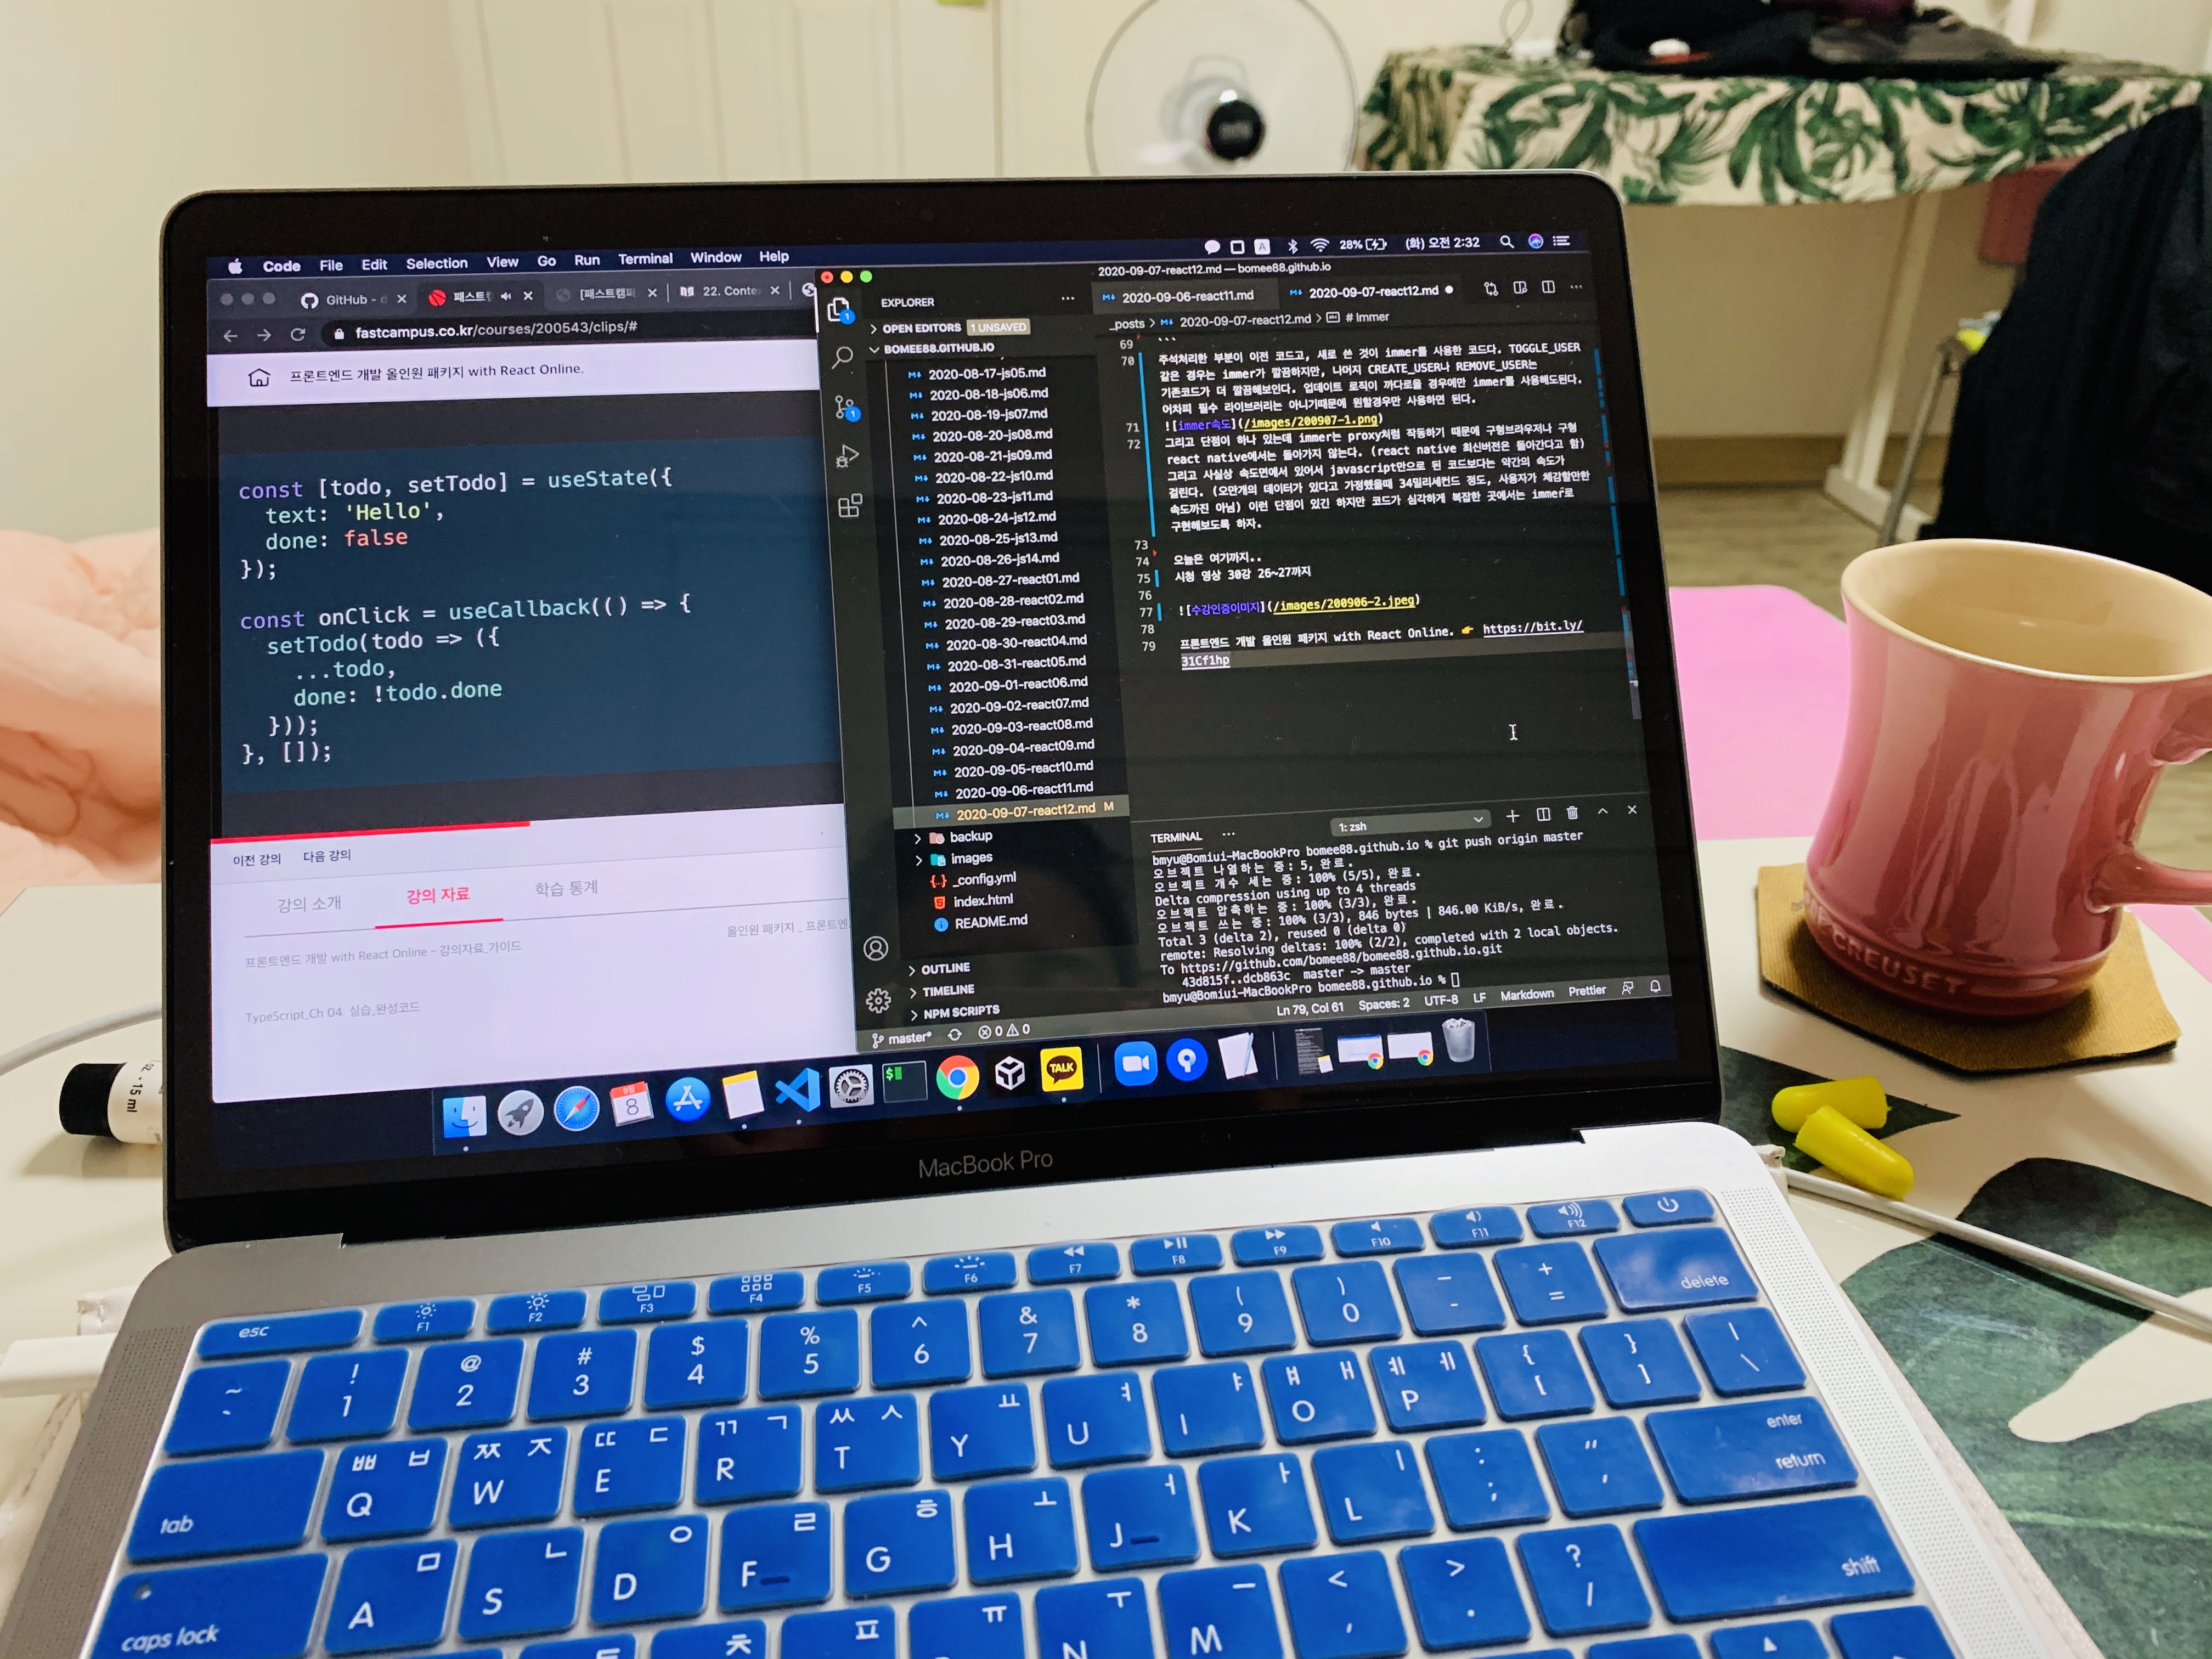 Code File Edit Selection View Go Run Terminal Window Help
28% (화) 오전 2:32
GitHub - d
패스트
[패스트캠퍼
22. Conte
fastcampus.co.kr/courses/200543/clips/#
프론트엔드 개발 올인원 패키지 with React Online.
const [todo, setTodo] = useState({
text: 'Hello',
done: false
});
const onClick = useCallback(() => {
setTodo(todo => ({
...todo,
done: !todo.done
}));
}, []);
이전 강의 다음 강의
강의 소개 강의 자료 학습 통계
프론트엔드 개발 with React Online - 강의자료_가이드
올인원 패키지 _ 프론트엔
TypeScript_Ch 04. 실습_완성코드
2020-09-07-react12.md — bomee88.github.io
EXPLORER
2020-09-06-react11.md
2020-09-07-react12.md
OPEN EDITORS 1 UNSAVED
BOMEE88.GITHUB.IO
2020-08-17-js05.md
2020-08-18-js06.md
2020-08-19-js07.md
2020-08-20-js08.md
2020-08-21-js09.md
2020-08-22-js10.md
2020-08-23-js11.md
2020-08-24-js12.md
2020-08-25-js13.md
2020-08-26-js14.md
2020-08-27-react01.md
2020-08-28-react02.md
2020-08-29-react03.md
2020-08-30-react04.md
2020-08-31-react05.md
2020-09-01-react06.md
2020-09-02-react07.md
2020-09-03-react08.md
2020-09-04-react09.md
2020-09-05-react10.md
2020-09-06-react11.md
2020-09-07-react12.md M
backup
images
_config.yml
index.html
README.md
OUTLINE
TIMELINE
NPM SCRIPTS
_posts > 2020-09-07-react12.md > # Immer
69 ```
70 주석처리한 부분이 이전 코드고, 새로 쓴 것이 immer를 사용한 코드다. TOGGLE_USER
같은 경우는 immer가 깔끔하지만, 나머지 CREATE_USER나 REMOVE_USER는
기존코드가 더 깔끔해보인다. 업데이트 로직이 까다로울 경우에만 immer를 사용해도된다.
어차피 필수 라이브러리는 아니기때문에 원할경우만 사용하면 된다.
71 ![immer속도](/images/200907-1.png)
72 그리고 단점이 하나 있는데 immer는 proxy처럼 작동하기 때문에 구형브라우저나 구형
react native에서는 돌아가지 않는다. (react native 최신버전은 돌아간다고 함)
그리고 사실상 속도면에서 있어서 javascript만으로 된 코드보다는 약간의 속도가
걸린다. (오만개의 데이터가 있다고 가정했을때 34밀리세컨드 정도, 사용자가 체감할만한
속도까진 아님) 이런 단점이 있긴 하지만 코드가 심각하게 복잡한 곳에서는 immer로
구현해보도록 하자.
73
74 오늘은 여기까지..
75 시청 영상 30강 26~27까지
76
77 ![수강인증이미지](/images/200906-2.jpeg)
78
79 프론트엔드 개발 올인원 패키지 with React Online. 👉 https://bit.ly/
31Cf1hp
TERMINAL 1: zsh
bmyu@Bomiui-MacBookPro bomee88.github.io % git push origin master
오브젝트 나열하는 중: 5, 완료.
오브젝트 개수 세는 중: 100% (5/5), 완료.
Delta compression using up to 4 threads
오브젝트 압축하는 중: 100% (3/3), 완료.
오브젝트 쓰는 중: 100% (3/3), 846 bytes | 846.00 KiB/s, 완료.
Total 3 (delta 2), reused 0 (delta 0)
remote: Resolving deltas: 100% (2/2), completed with 2 local objects.
To https://github.com/bomee88/bomee88.github.io.git
43d815f..dcb863c master -> master
bmyu@Bomiui-MacBookPro bomee88.github.io %
master* 0 0 Ln 79, Col 61 Spaces: 2 UTF-8 LF Markdown Prettier
8
TALK
MacBook Pro
15 ml
CREUSET
esc F1 F2 F3 F4 F5 F6 F7 F8 F9 F10 F11 F12
~ ! @ # $ % ^ & * ( ) - + delete
1 2 3 4 5 6 7 8 9 0 - =
tab ㅃ ㅂ Q ㅉ ㅈ W ㄸ ㄷ E ㄲ ㄱ R ㅆ ㅅ T ㅛ Y ㅕ U ㅑ I ㅒ ㅐ O ㅖ ㅔ P { [ } ] | \
enter
return
caps lock ㅁ A ㄴ S ㅇ D ㄹ F ㅎ G ㅗ H ㅓ J ㅏ K ㅣ L : ; " '
ㅊ ㅍ ㅠ ㅜ N ㅡ M < , > . ? / shift